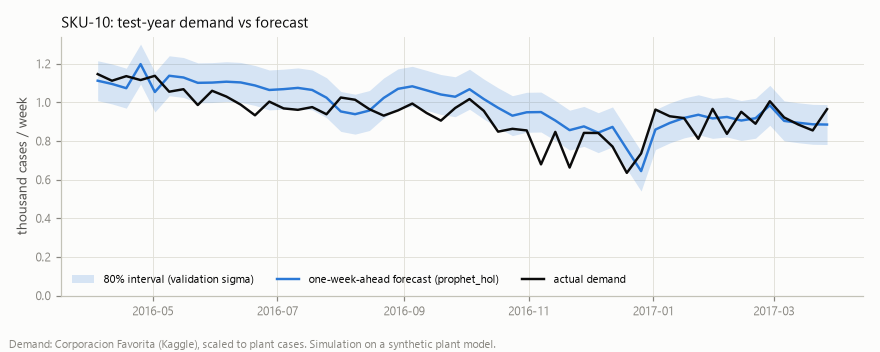 SKU-10: test-year demand vs forecast
thousand cases / week
1.2
1.0
0.8
0.6
0.4
0.2
0.0
80% interval (validation sigma)
one-week-ahead forecast (prophet_hol)
actual demand
2016-05
2016-07
2016-09
2016-11
2017-01
2017-03
Demand: Corporacion Favorita (Kaggle), scaled to plant cases. Simulation on a synthetic plant model.